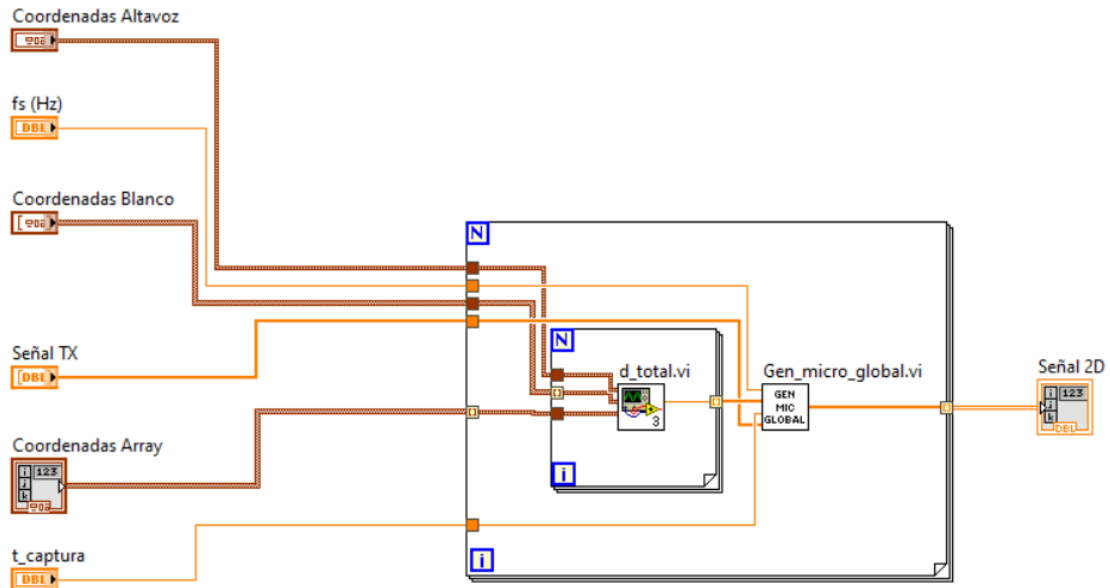 Coordenadas Altavoz
fs (Hz)
DBL
Coordenadas Blanco
N
N
Señal TX
DBL
d_total.vi
3
Gen_micro_global.vi
GEN
MIC
GLOBAL
Señal 2D
i
j
k
123
DBL
Coordenadas Array
i
j
k
123
i
t_captura
DBL
i